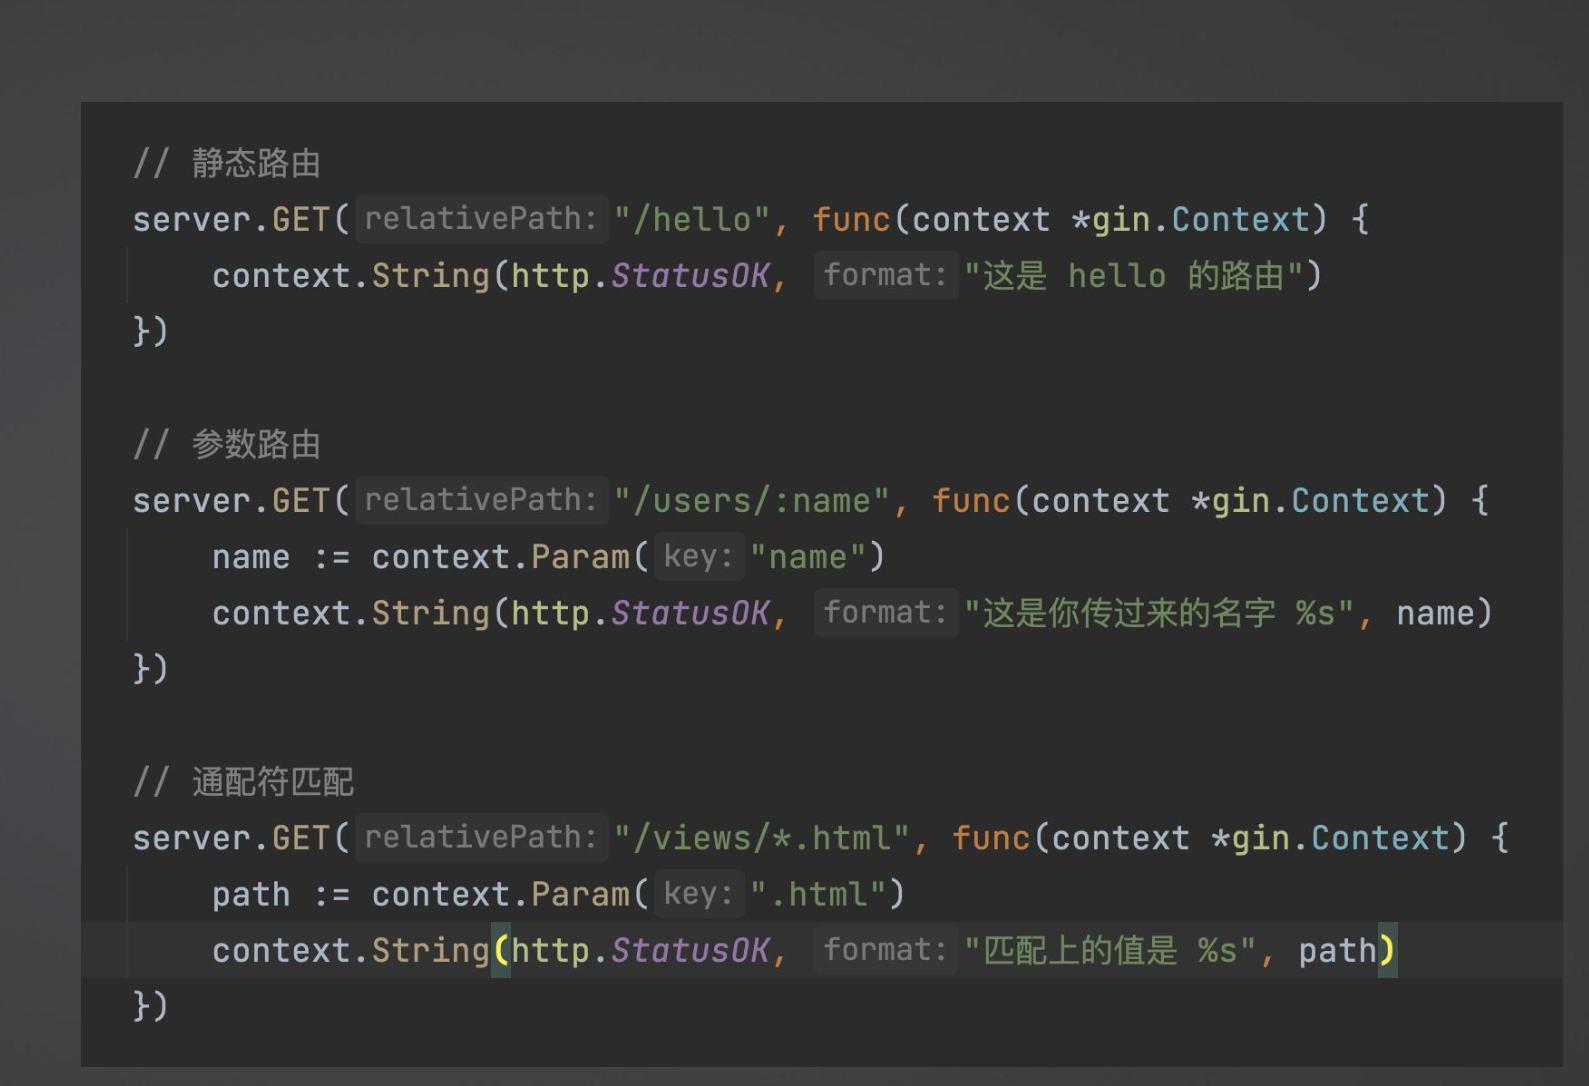 // 静态路由
server.GET( relativePath: "/hello", func(context *gin.Context) {
context.String(http.StatusOK, format: "这是 hello 的路由")
})
// 参数路由
server.GET( relativePath: "/users/:name", func(context *gin.Context) {
name := context.Param( key: "name")
context.String(http.StatusOK, format: "这是你传过来的名字 %s", name)
})
// 通配符匹配
server.GET( relativePath: "/views/*.html", func(context *gin.Context) {
path := context.Param( key: ".html")
context.String(http.StatusOK, format: "匹配上的值是 %s", path)
})